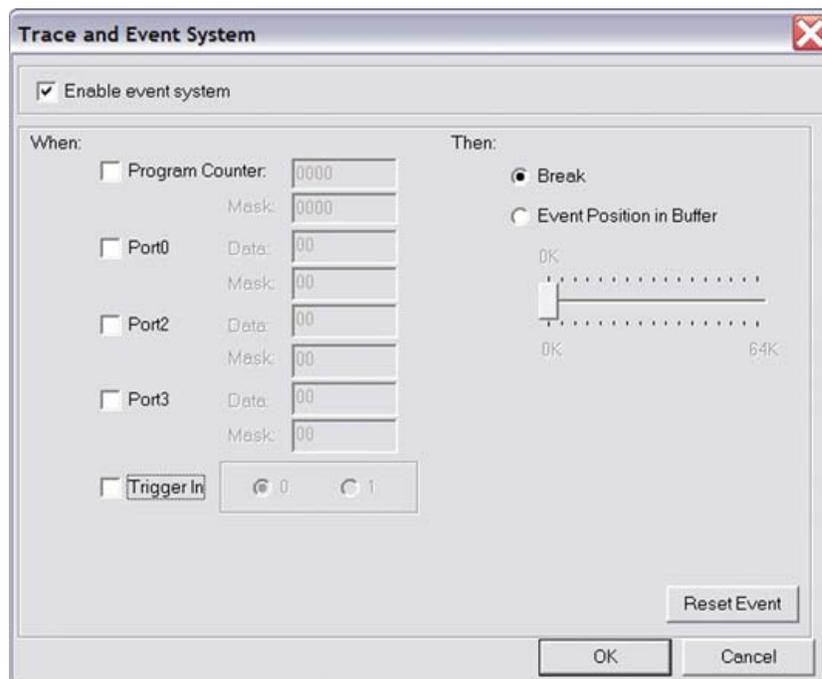 Trace and Event System
Enable event system
When:
Program Counter: 0000
Mask: 0000
Port0 Data: 00
Mask: 00
Port2 Data: 00
Mask: 00
Port3 Data: 00
Mask: 00
Trigger In 0 1
Then:
Break
Event Position in Buffer
0K
0K 64K
Reset Event
OK Cancel